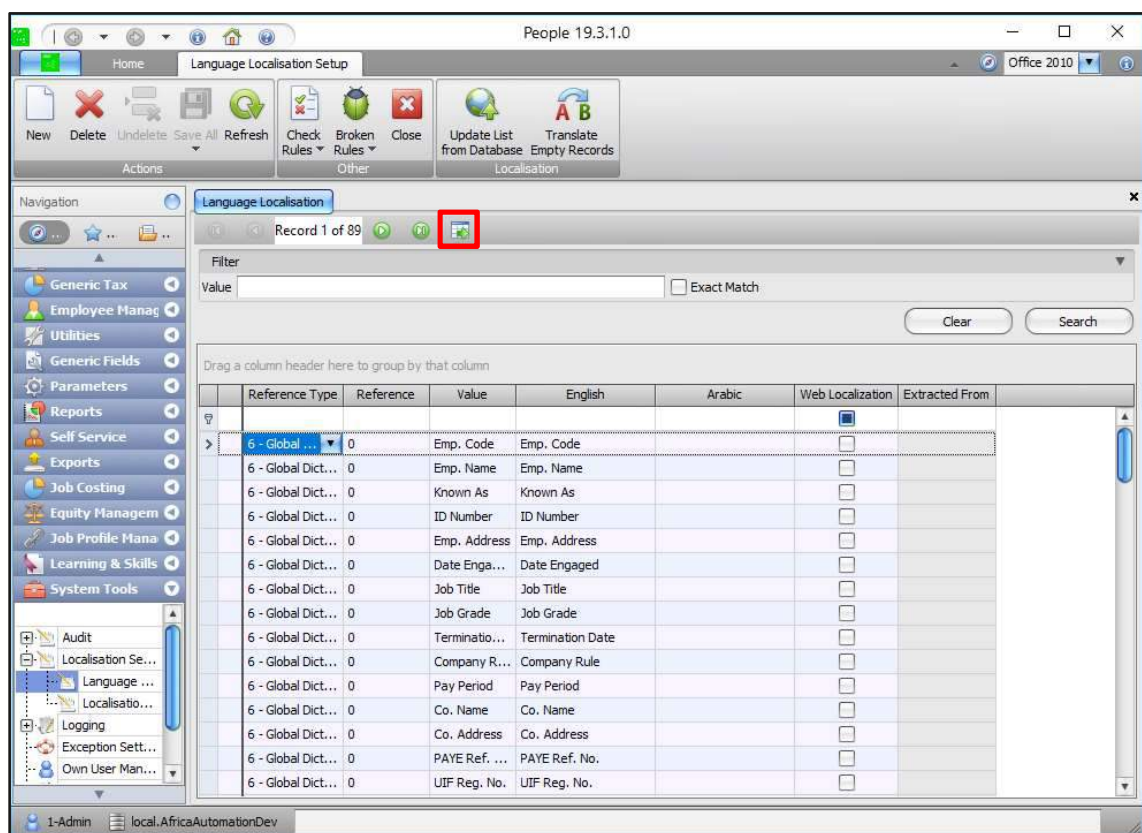 People 19.3.1.0
Home Language Localisation Setup Office 2010
New Delete Undelete Save All Refresh Check Rules Broken Rules Close Update List from Database Translate Empty Records
Actions Other Localisation
Navigation Language Localisation
Record 1 of 89
Filter
Value Exact Match
Clear Search
Drag a column header here to group by that column
Reference Type Reference Value English Arabic Web Localization Extracted From
6 - Global ... 0 Emp. Code Emp. Code
6 - Global Dict... 0 Emp. Name Emp. Name
6 - Global Dict... 0 Known As Known As
6 - Global Dict... 0 ID Number ID Number
6 - Global Dict... 0 Emp. Address Emp. Address
6 - Global Dict... 0 Date Enga... Date Engaged
6 - Global Dict... 0 Job Title Job Title
6 - Global Dict... 0 Job Grade Job Grade
6 - Global Dict... 0 Terminatio... Termination Date
6 - Global Dict... 0 Company R... Company Rule
6 - Global Dict... 0 Pay Period Pay Period
6 - Global Dict... 0 Co. Name Co. Name
6 - Global Dict... 0 Co. Address Co. Address
6 - Global Dict... 0 PAYE Ref. ... PAYE Ref. No.
6 - Global Dict... 0 UIF Reg. No. UIF Reg. No.
Generic Tax
Employee Manag
Utilities
Generic Fields
Parameters
Reports
Self Service
Exports
Job Costing
Equity Managem
Job Profile Mana
Learning & Skills
System Tools
Audit
Localisation Se...
Language ...
Localisatio...
Logging
Exception Sett...
Own User Man...
1-Admin local.AfricaAutomationDev